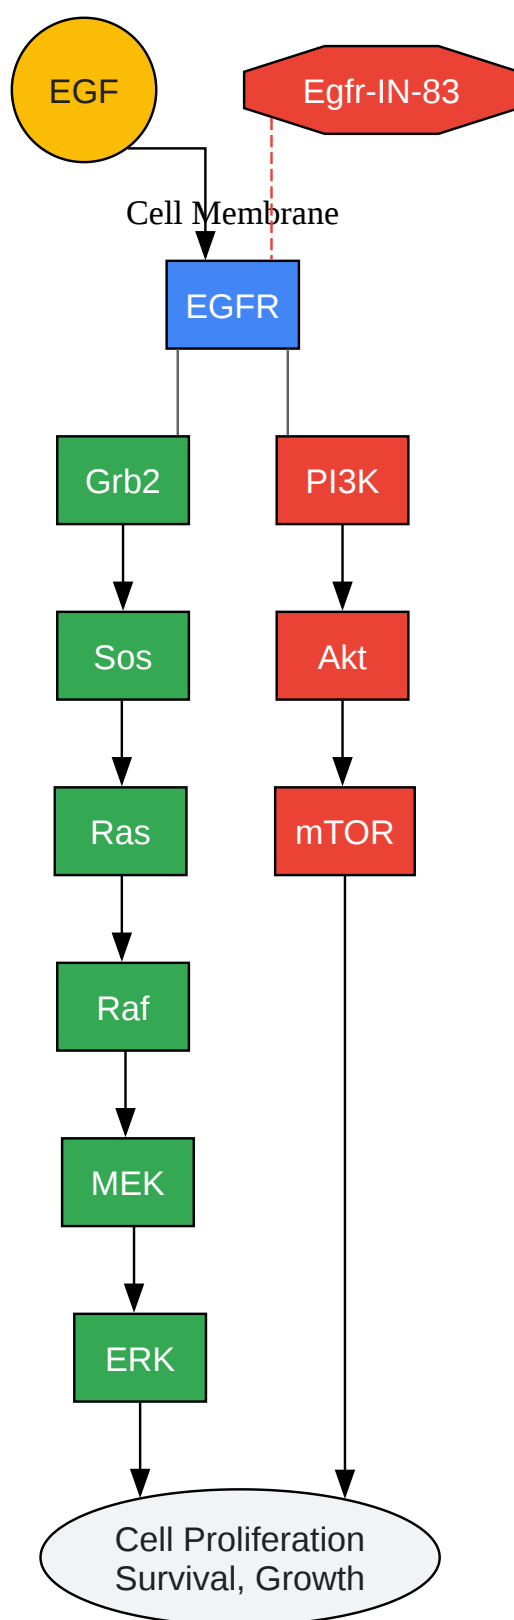 EGF
Egfr-IN-83
Cell Membrane
EGFR
Grb2
PI3K
Sos
Akt
Ras
mTOR
Raf
MEK
ERK
Cell Proliferation
Survival, Growth